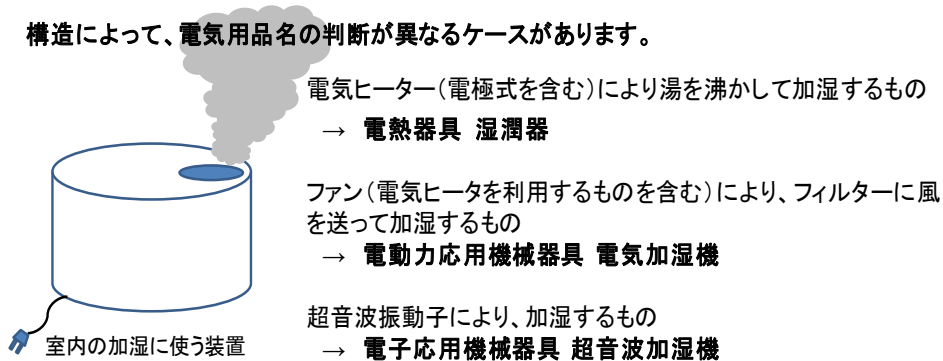 構造によって、電気用品名の判断が異なるケースがあります。
電気ヒーター（電極式を含む）により湯を沸かして加湿するもの
→ 電熱器具 湿潤器
ファン（電気ヒータを利用するものを含む）により、フィルターに風
を送って加湿するもの
→ 電動力応用機械器具 電気加湿機
超音波振動子により、加湿するもの
→ 電子応用機械器具 超音波加湿機
室内の加湿に使う装置